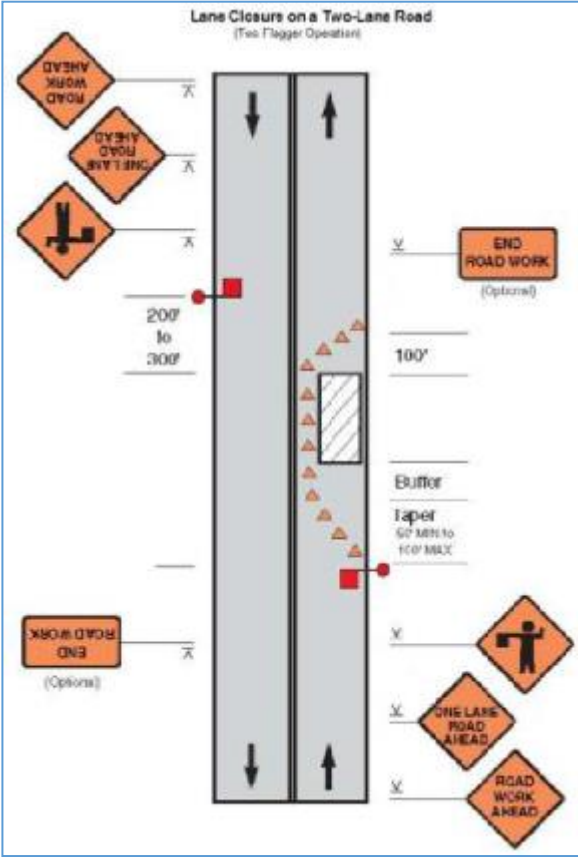 Lane Closure on a Two-Lane Road
(Two Flagger Operation)
ROAD
WORK
AHEAD
ONE LANE
ROAD
AHEAD
END
ROAD WORK
(Optional)
200'
to
300'
100'
Buffer
Taper
50' MIN to
100' MAX
END
ROAD WORK
(Optional)
ONE LANE
ROAD
AHEAD
ROAD
WORK
AHEAD